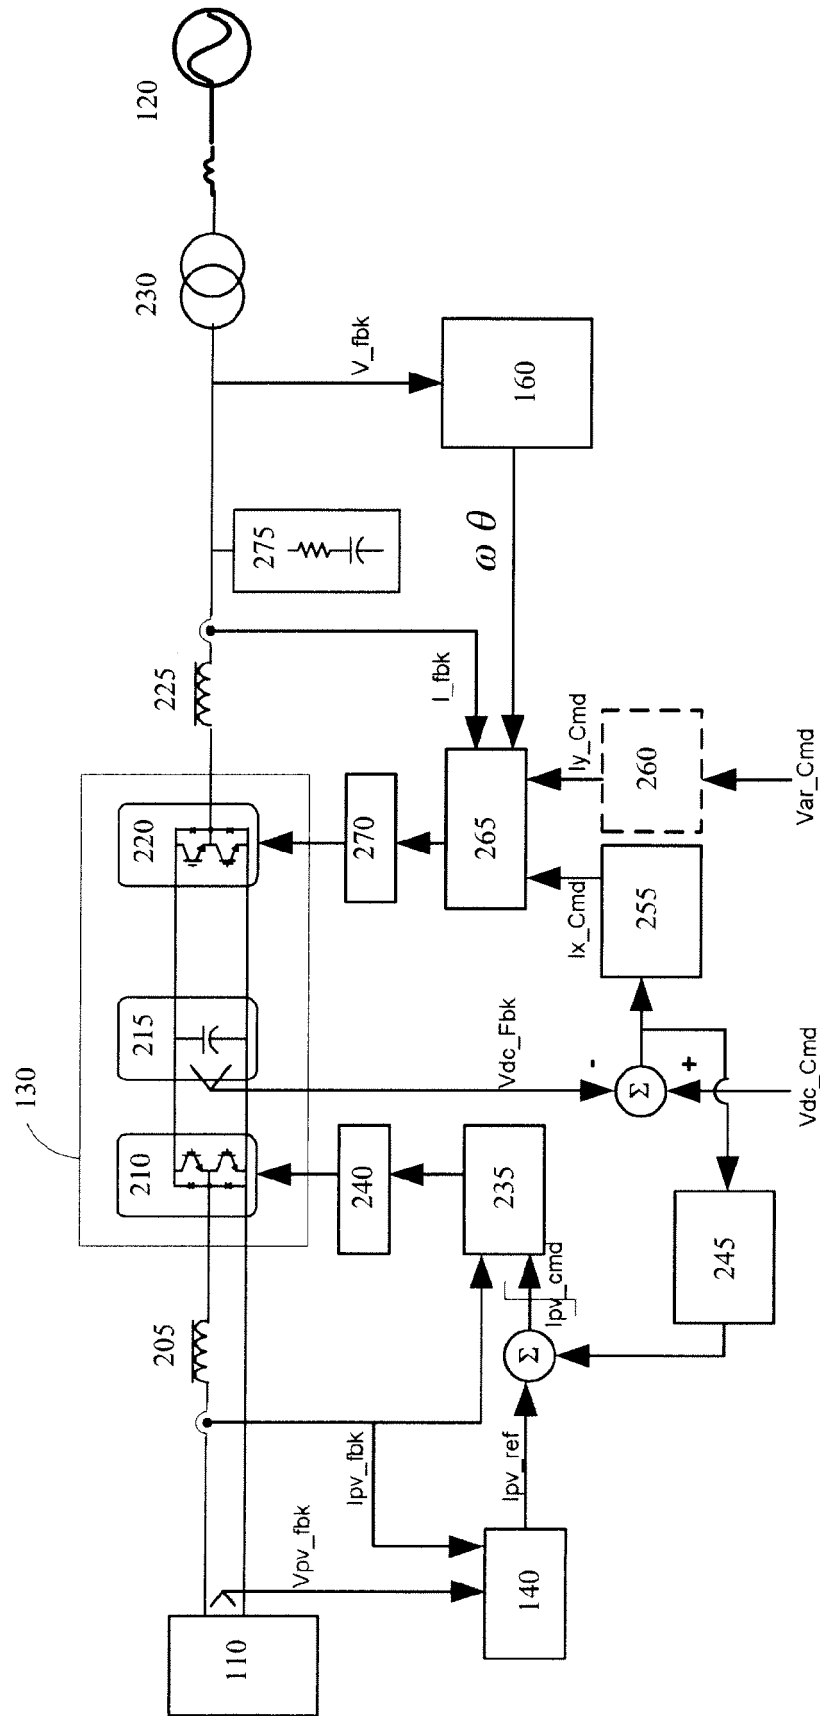 120
230
V_fbk
160
275
ω θ
225
I_fbk
Iy_Cmd
260
Var_Cmd
220
270
265
Ix_Cmd
255
130
215
Vdc_Fbk
-
Σ
+
Vdc_Cmd
210
240
235
Ipv_cmd
245
205
Σ
Ipv_fbk
Ipv_ref
Vpv_fbk
140
110